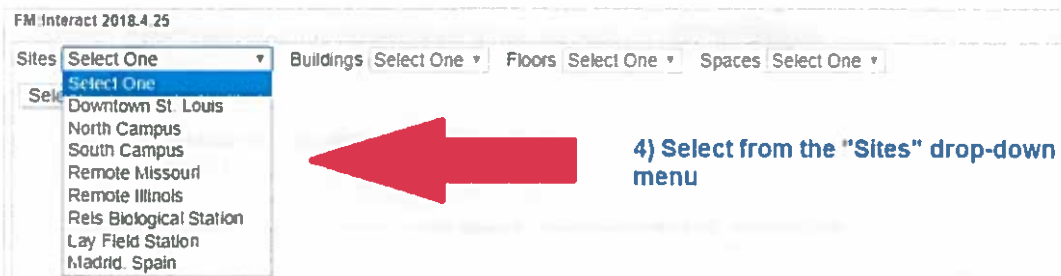 FM:Interact 2018.4.25
Sites Select One Buildings Select One Floors Select One Spaces Select One
Select One
Sele
Downtown St. Louis
North Campus
South Campus
Remote Missouri
Remote Illinois
Reis Biological Station
Lay Field Station
Madrid. Spain
4) Select from the "Sites" drop-down
menu